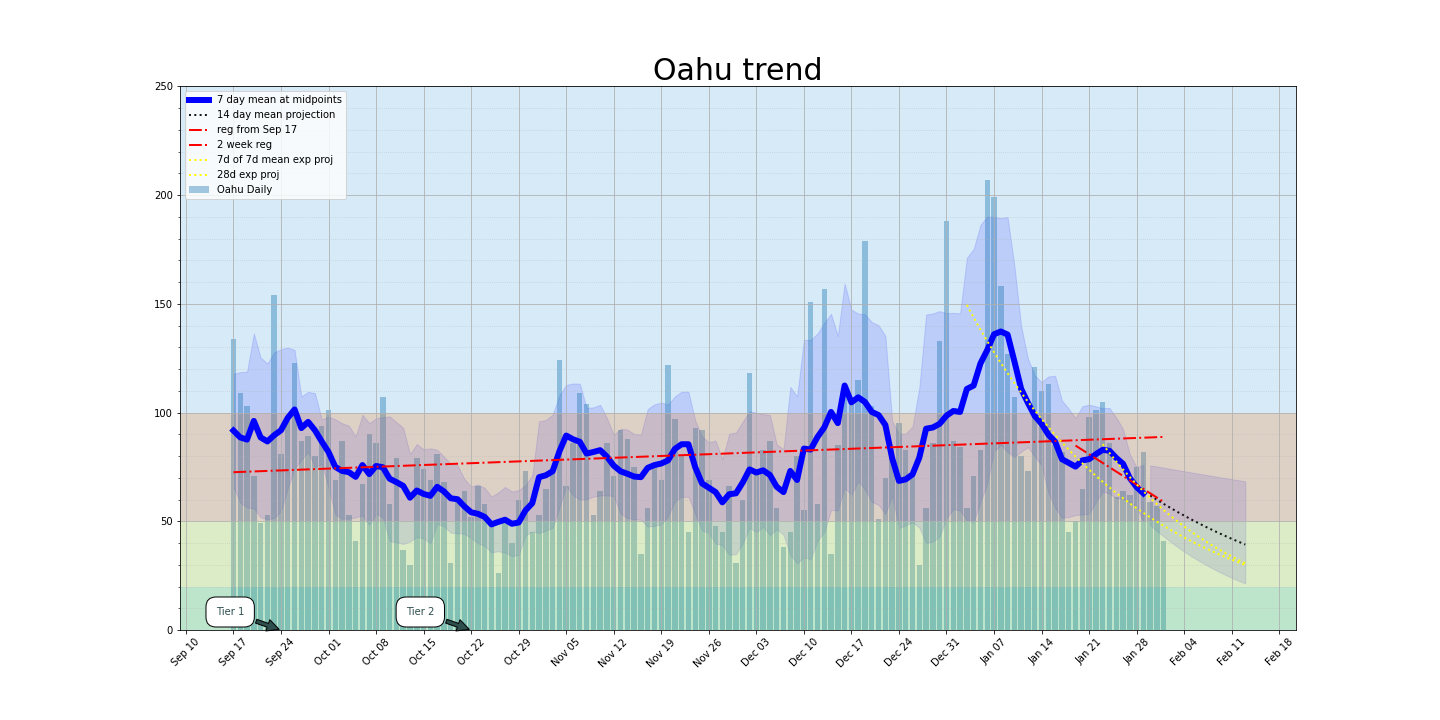 Oahu trend
250
200
150
100
50
0
7 day mean at midpoints
14 day mean projection
reg from Sep 17
2 week reg
7d of 7d mean exp proj
28d exp proj
Oahu Daily
Tier 1
Tier 2
Sep 10
Sep 17
Sep 24
Oct 01
Oct 08
Oct 15
Oct 22
Oct 29
Nov 05
Nov 12
Nov 19
Nov 26
Dec 03
Dec 10
Dec 17
Dec 24
Dec 31
Jan 07
Jan 14
Jan 21
Jan 28
Feb 04
Feb 11
Feb 18